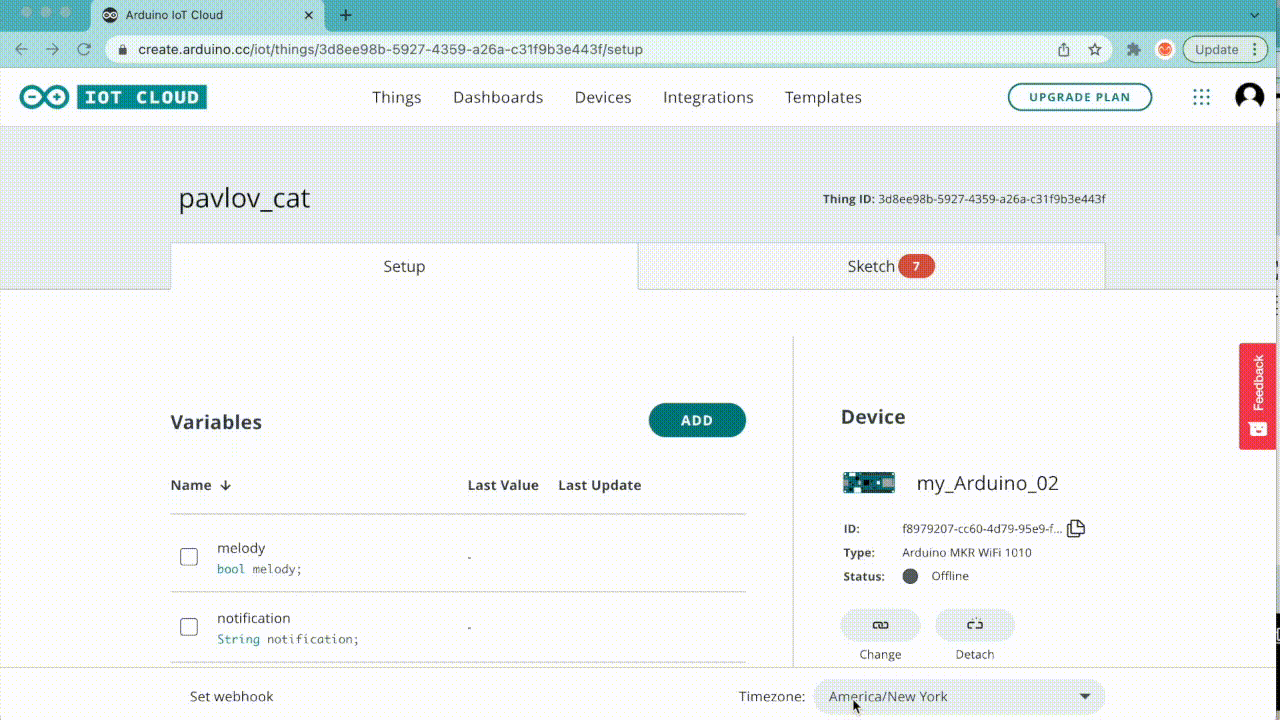 Arduino IoT Cloud
create.arduino.cc/iot/things/3d8ee98b-5927-4359-a26a-c31f9b3e443f/setup
Update
IOT CLOUD
Things Dashboards Devices Integrations Templates
UPGRADE PLAN
pavlov_cat
Thing ID: 3d8ee98b-5927-4359-a26a-c31f9b3e443f
Setup
Sketch 7
Feedback
Variables
ADD
Name Last Value Last Update
melody -
bool melody;
notification -
String notification;
Device
my_Arduino_02
ID: f8979207-cc60-4d79-95e9-f...
Type: Arduino MKR WiFi 1010
Status: Offline
Change Detach
Set webhook
Timezone: America/New York